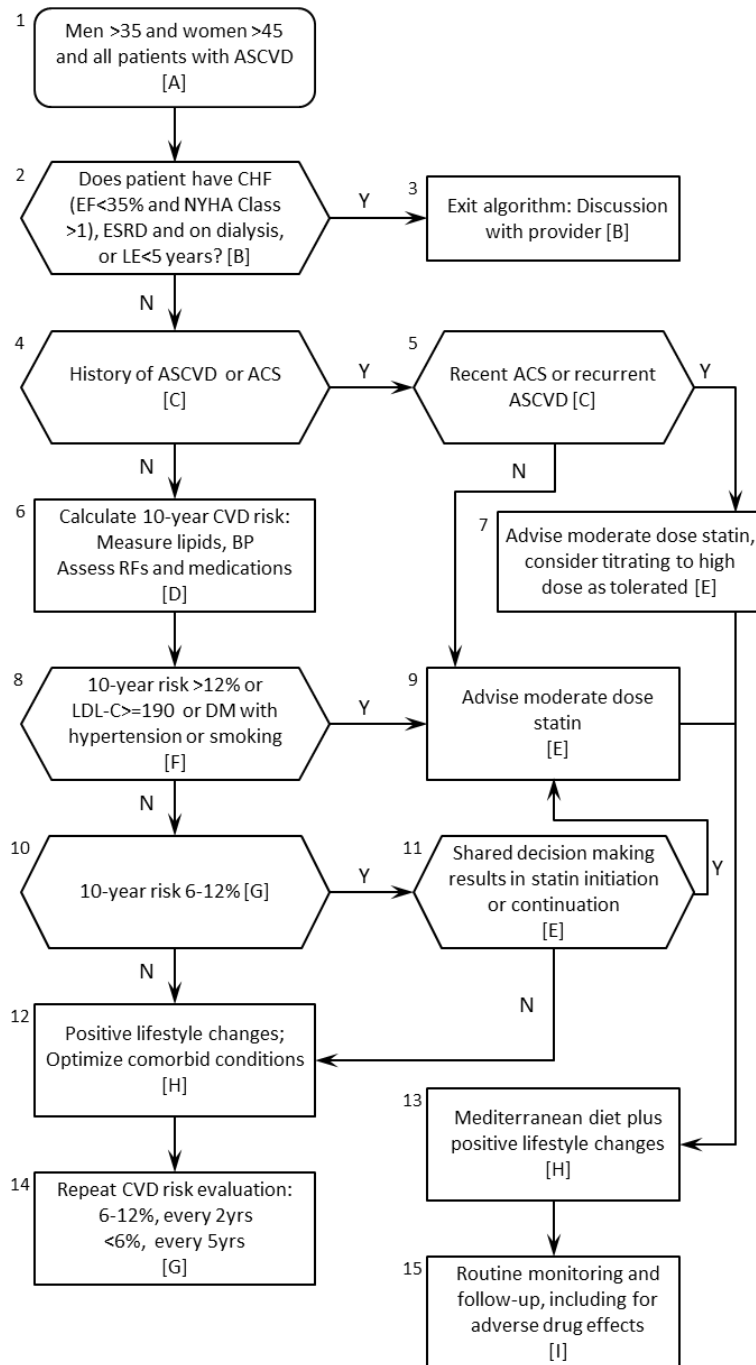 1
Men >35 and women >45
and all patients with ASCVD
[A]
2
Does patient have CHF
(EF<35% and NYHA Class
>1), ESRD and on dialysis,
or LE<5 years? [B]
Y
3
Exit algorithm: Discussion
with provider [B]
N
4
History of ASCVD or ACS
[C]
Y
5
Recent ACS or recurrent
ASCVD [C]
Y
N
N
6
Calculate 10-year CVD risk:
Measure lipids, BP
Assess RFs and medications
[D]
7
Advise moderate dose statin,
consider titrating to high
dose as tolerated [E]
8
10-year risk >12% or
LDL-C>=190 or DM with
hypertension or smoking
[F]
Y
9
Advise moderate dose
statin
[E]
N
10
10-year risk 6-12% [G]
Y
11
Shared decision making
results in statin initiation
or continuation
[E]
Y
N
N
12
Positive lifestyle changes;
Optimize comorbid conditions
[H]
13
Mediterranean diet plus
positive lifestyle changes
[H]
14
Repeat CVD risk evaluation:
6-12%, every 2yrs
<6%, every 5yrs
[G]
15
Routine monitoring and
follow-up, including for
adverse drug effects
[I]